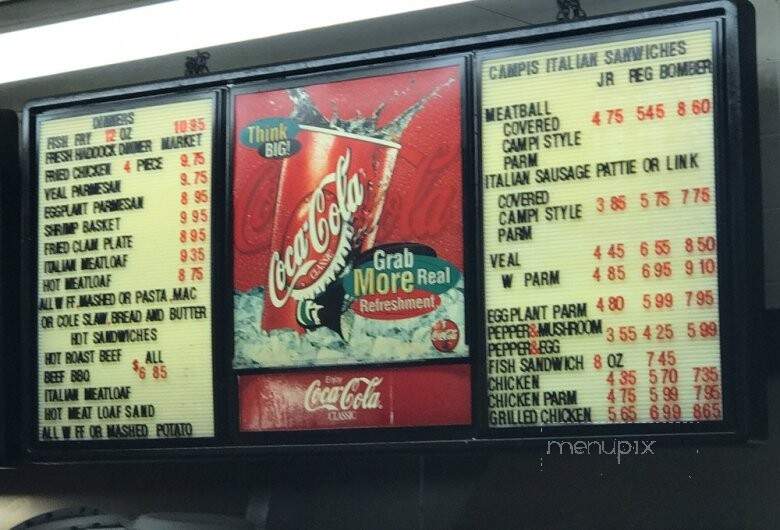 DINNERS
FISH FRY 12 OZ 10.95
FRESH HADDOCK DINNER MARKET
FRIED CHICKEN 4 PIECE 9.75
VEAL PARMESAN 9.75
EGGPLANT PARMESAN 8 95
SHRIMP BASKET 9 95
FRIED CLAM PLATE 8 95
ITALIAN MEATLOAF 9 35
HOT MEATLOAF 8 75
ALL W FF, MASHED OR PASTA, MAC
OR COLE SLAW, BREAD AND BUTTER
HOT SANDWICHES
HOT ROAST BEEF ALL
BEEF BBQ $6 85
ITALIAN MEATLOAF
HOT MEAT LOAF SAND
ALL W FF OR MASHED POTATO
Think
BIG!
Coca-Cola
CLASSIC
Grab
More Real
Refreshment.
Coca-Cola
Enjoy
Coca-Cola
CLASSIC
CAMPIS ITALIAN SANWICHES
JR REG BOMBER
MEATBALL 4 75 545 8 60
COVERED
CAMPI STYLE
PARM
ITALIAN SAUSAGE PATTIE OR LINK
COVERED 3 85 5 75 7 75
CAMPI STYLE
PARM
VEAL 4 45 6 55 8 50
W PARM 4 85 6 95 9 10
EGG PLANT PARM 4 80 5 99 7 95
PEPPER&MUSHROOM 3 55 4 25 5 99
PEPPER&EGG
FISH SANDWICH 8 OZ 7 45
CHICKEN 4 35 5 70 7 35
CHICKEN PARM 4 75 6 99 7 95
GRILLED CHICKEN 5 65 6 99 8 65
menupix